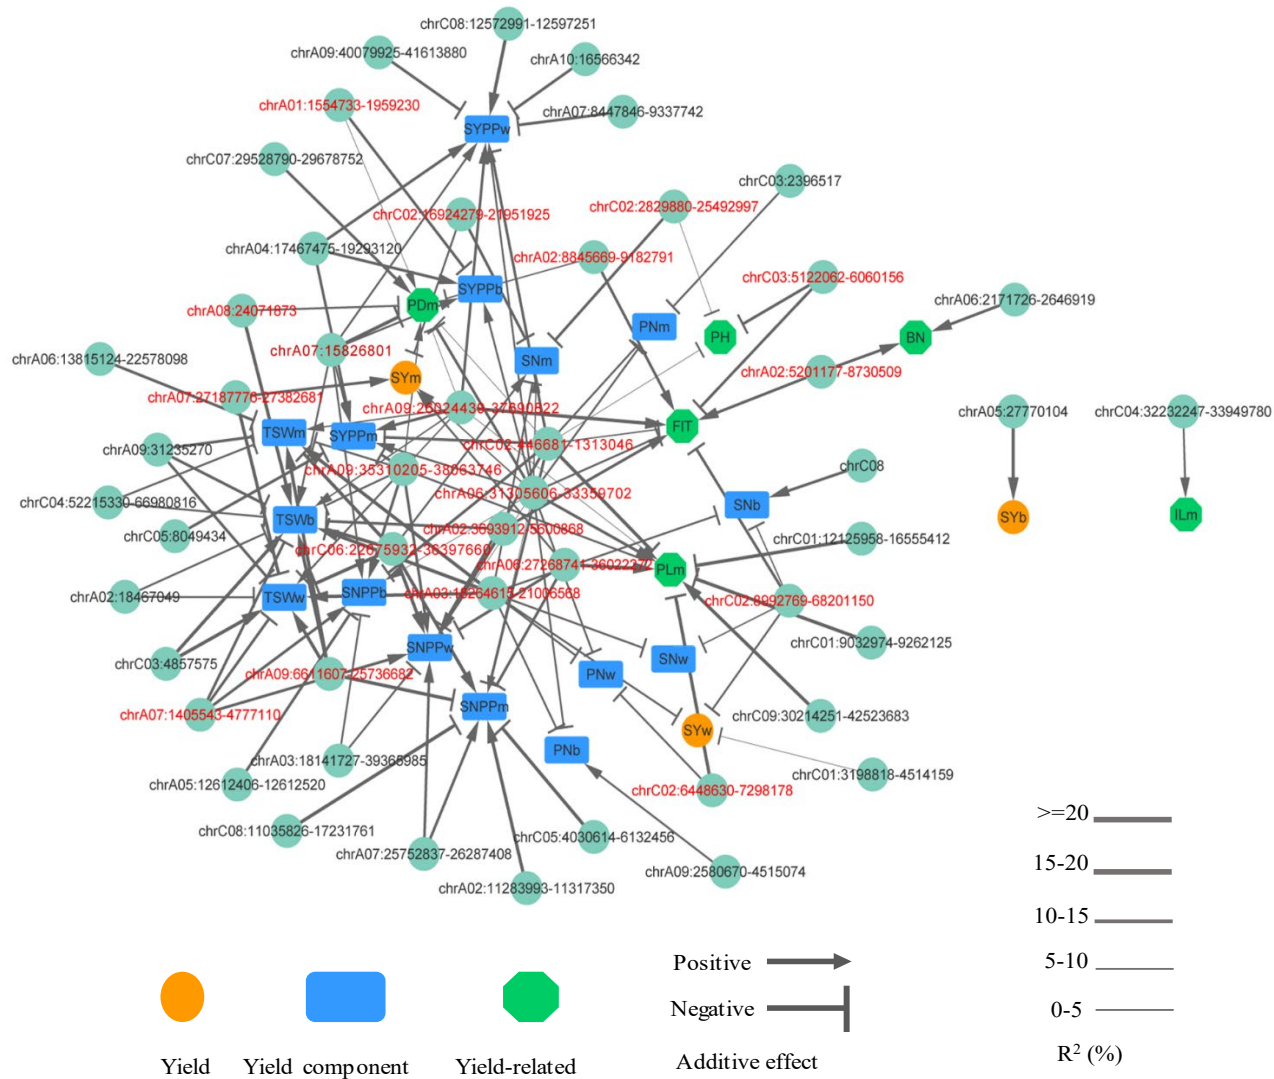 chrC08:12572991-12597251
chrA09:40079925-41613880
chrA10:16566342
chrA01:1554733-1959230
chrA07:8447846-9337742
SYPPw
chrC07:29528790-29678752
chrC03:2396517
chrC02:16924279-21951925
chrC02:2829880-25492997
chrA04:17467475-19293120
chrA02:8845669-9182791
chrC03:5122062-6060156
SYPPb
chrA06:2171726-2646919
PDm
chrA08:24071873
PNm
PH
BN
chrA07:15826801
SNm
chrA06:13815124-22578098
chrA02:5201177-8730509
SYm
chrA07:27187776-27382681
chrA09:26024439-37690822
chrA05:27770104
chrC04:32232247-33949780
TSWm
SYPPm
FIT
chrC02:446681-1313046
chrA09:31235270
chrA09:35310205-38063746
chrC08
chrA06:31305606-33359702
chrC04:52215330-66980816
SNb
TSWb
SYb
ILm
chrA02:3693912-5600868
chrC05:8049434
chrC06:22675932-36397660
chrC01:12125958-16555412
chrA06:27268741-36022272
PLm
chrA02:18467049
TSWw
SNPPb
chrA03:18264615-21006568
chrC02:8992769-68201150
chrC01:9032974-9262125
SNPPw
SNw
chrC03:4857575
chrA09:6611607-25736682
PNw
SNPPm
chrA07:1405543-4777110
chrC09:30214251-42523683
SYw
PNb
chrA03:18141727-39365985
chrC01:3198818-4514159
chrA05:12612406-12612520
chrC02:6448630-7298178
chrC08:11035826-17231761
chrC05:4030614-6132456
chrA07:25752837-26287408
chrA09:2580670-4515074
chrA02:11283993-11317350
>=20
15-20
10-15
5-10
0-5
R² (%)
Positive
Negative
Additive effect
Yield
Yield component
Yield-related